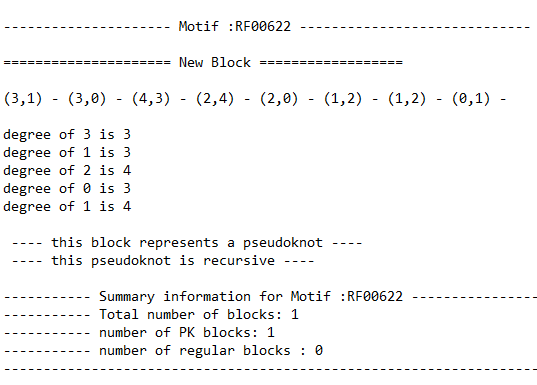 --------------------- Motif :RF00622 -----------------------------
===================== New Block ==================
(3,1) - (3,0) - (4,3) - (2,4) - (2,0) - (1,2) - (1,2) - (0,1) -
degree of 3 is 3
degree of 1 is 3
degree of 2 is 4
degree of 0 is 3
degree of 1 is 4
---- this block represents a pseudoknot ----
---- this pseudoknot is recursive ----
----------- Summary information for Motif :RF00622 ----------------
----------- Total number of blocks: 1
----------- number of PK blocks: 1
----------- number of regular blocks : 0
-------------------------------------------------------------------